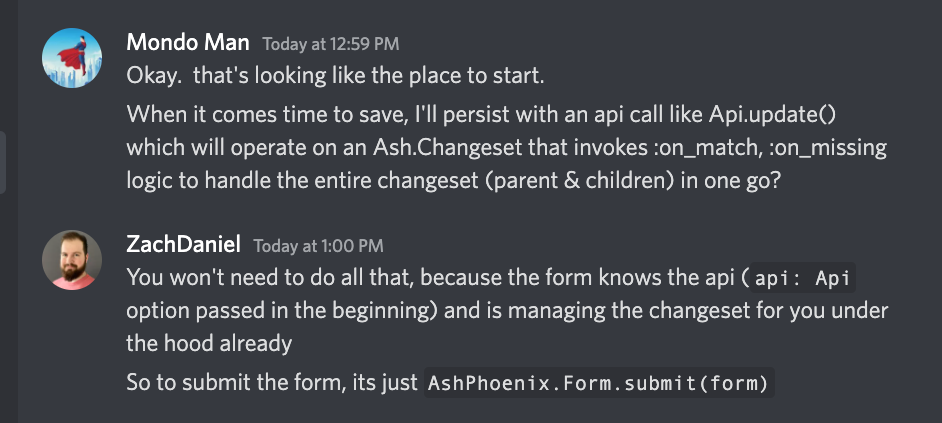 Mondo Man Today at 12:59 PM
Okay.  that's looking like the place to start.
When it comes time to save, I'll persist with an api call like Api.update()
which will operate on an Ash.Changeset that invokes :on_match, :on_missing
logic to handle the entire changeset (parent & children) in one go?
ZachDaniel Today at 1:00 PM
You won't need to do all that, because the form knows the api ( api: Api
option passed in the beginning) and is managing the changeset for you under
the hood already
So to submit the form, its just AshPhoenix.Form.submit(form)